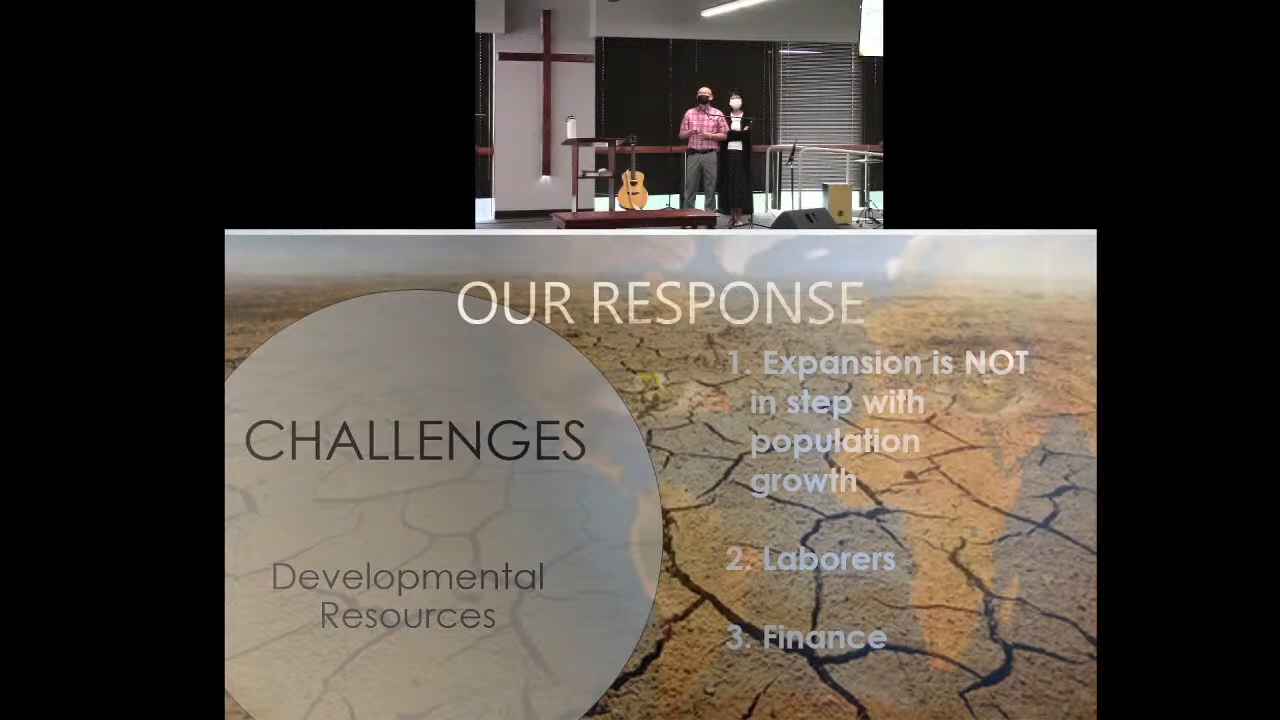 OUR RESPONSE
CHALLENGES
Developmental
Resources
1. Expansion is NOT
in step with
population
growth
2. Laborers
3. Finance